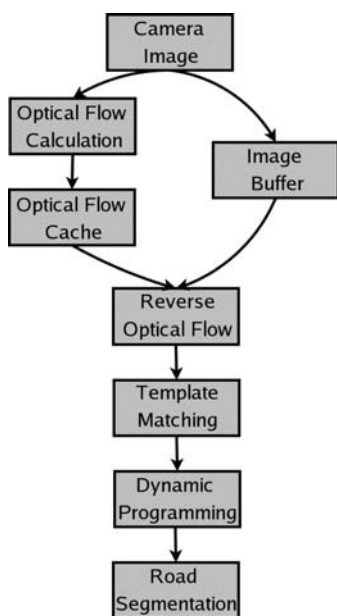 Camera
Image
Optical Flow
Calculation
Image
Buffer
Optical Flow
Cache
Reverse
Optical Flow
Template
Matching
Dynamic
Programming
Road
Segmentation